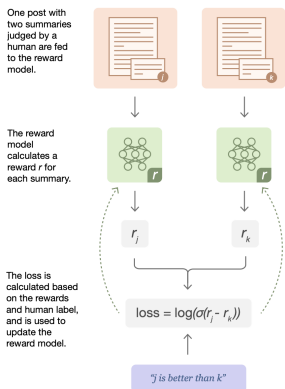 One post with
two summaries
judged by a
human are fed
to the reward
model.
j
k
The reward
model
calculates a
reward r for
each summary.
r
r
rj
rk
The loss is
calculated based
on the rewards
and human label,
and is used to
update the
reward model.
loss = log(σ(rj - rk))
"j is better than k"